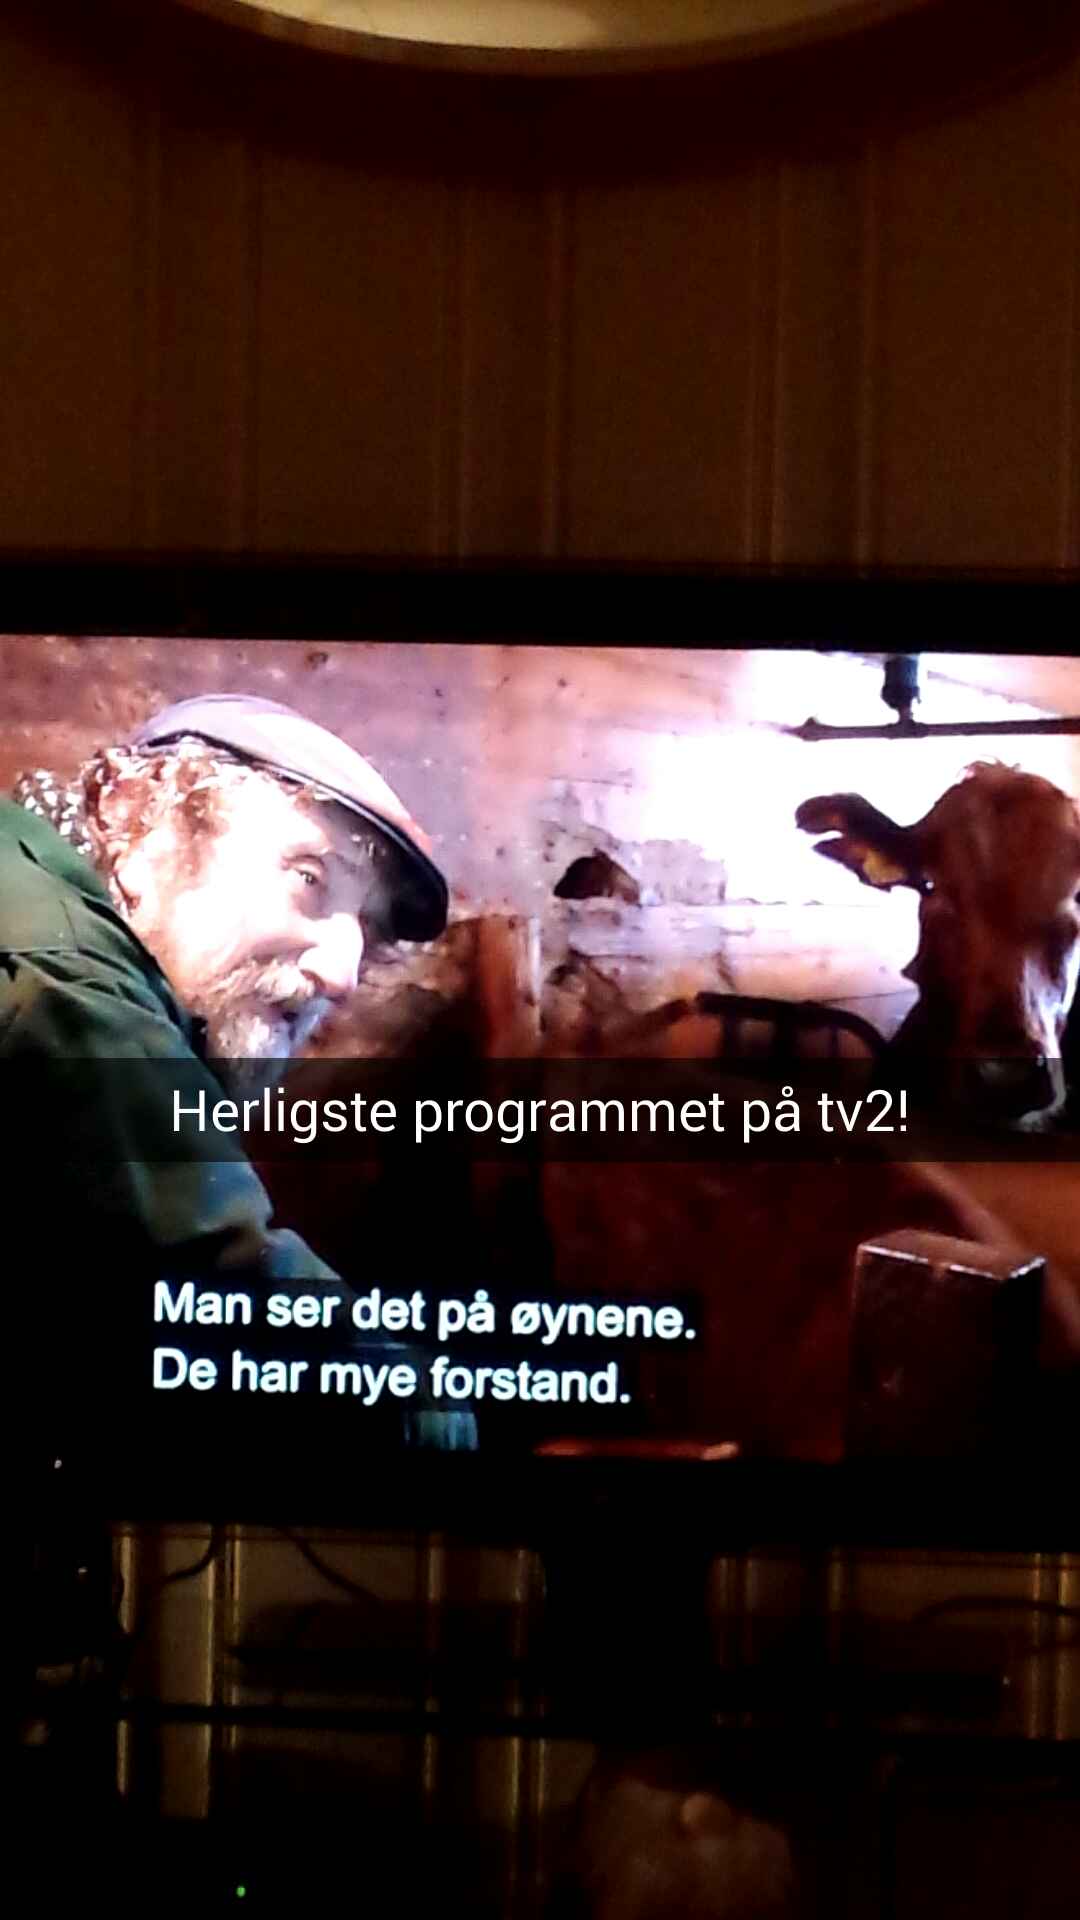 Herligste programmet på tv2!
Man ser det på øynene.
De har mye forstand.